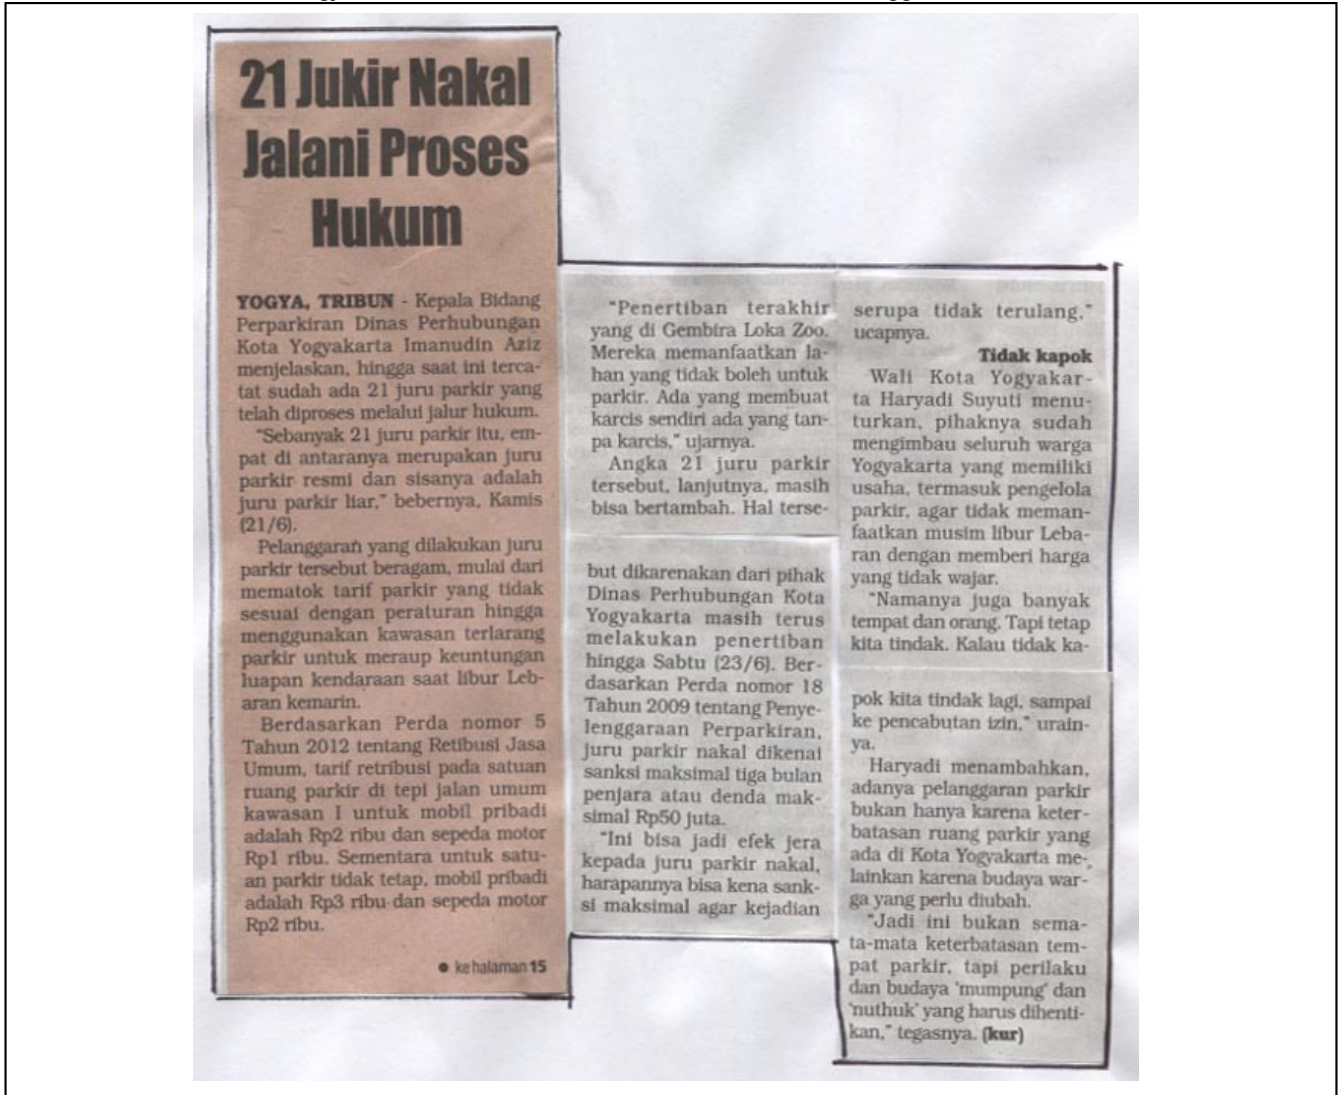 21 Jukir Nakal
Jalani Proses
Hukum
YOGYA, TRIBUN - Kepala Bidang
Perparkiran Dinas Perhubungan
Kota Yogyakarta Imanudin Aziz
menjelaskan, hingga saat ini terca-
tat sudah ada 21 juru parkir yang
telah diproses melalui jalur hukum.
"Sebanyak 21 juru parkir itu, em-
pat di antaranya merupakan juru
parkir resmi dan sisanya adalah
juru parkir liar," bebernya, Kamis
(21/6).
Pelanggaran yang dilakukan juru
parkir tersebut beragam, mulai dari
mematok tarif parkir yang tidak
sesuai dengan peraturan hingga
menggunakan kawasan terlarang
parkir untuk meraup keuntungan
luapan kendaraan saat libur Leb-
aran kemarin.
Berdasarkan Perda nomor 5
Tahun 2012 tentang Retibusi Jasa
Umum, tarif retribusi pada satuan
ruang parkir di tepi jalan umum
kawasan I untuk mobil pribadi
adalah Rp2 ribu dan sepeda motor
Rp1 ribu. Sementara untuk satu-
an parkir tidak tetap, mobil pribadi
adalah Rp3 ribu dan sepeda motor
Rp2 ribu.
● ke halaman 15
"Penertiban terakhir
yang di Gembira Loka Zoo.
Mereka memanfaatkan la-
han yang tidak boleh untuk
parkir. Ada yang membuat
karcis sendiri ada yang tan-
pa karcis," ujarnya.
Angka 21 juru parkir
tersebut, lanjutnya, masih
bisa bertambah. Hal terse-
but dikarenakan dari pihak
Dinas Perhubungan Kota
Yogyakarta masih terus
melakukan penertiban
hingga Sabtu (23/6). Ber-
dasarkan Perda nomor 18
Tahun 2009 tentang Penye-
lenggaraan Perparkiran,
juru parkir nakal dikenai
sanksi maksimal tiga bulan
penjara atau denda mak-
simal Rp50 juta.
"Ini bisa jadi efek jera
kepada juru parkir nakal,
harapannya bisa kena sank-
si maksimal agar kejadian
serupa tidak terulang,"
ucapnya.
Tidak kapok
Wali Kota Yogyakar-
ta Haryadi Suyuti menu-
turkan, pihaknya sudah
mengimbau seluruh warga
Yogyakarta yang memiliki
usaha, termasuk pengelola
parkir, agar tidak meman-
faatkan musim libur Leba-
ran dengan memberi harga
yang tidak wajar.
"Namanya juga banyak
tempat dan orang. Tapi tetap
kita tindak. Kalau tidak ka-
pok kita tindak lagi, sampai
ke pencabutan izin," urain-
ya.
Haryadi menambahkan,
adanya pelanggaran parkir
bukan hanya karena keter-
batasan ruang parkir yang
ada di Kota Yogyakarta me-
lainkan karena budaya war-
ga yang perlu diubah.
"Jadi ini bukan sema-
ta-mata keterbatasan tem-
pat parkir, tapi perilaku
dan budaya 'mumpung' dan
'nuthuk' yang harus dihenti-
kan," tegasnya. (kur)